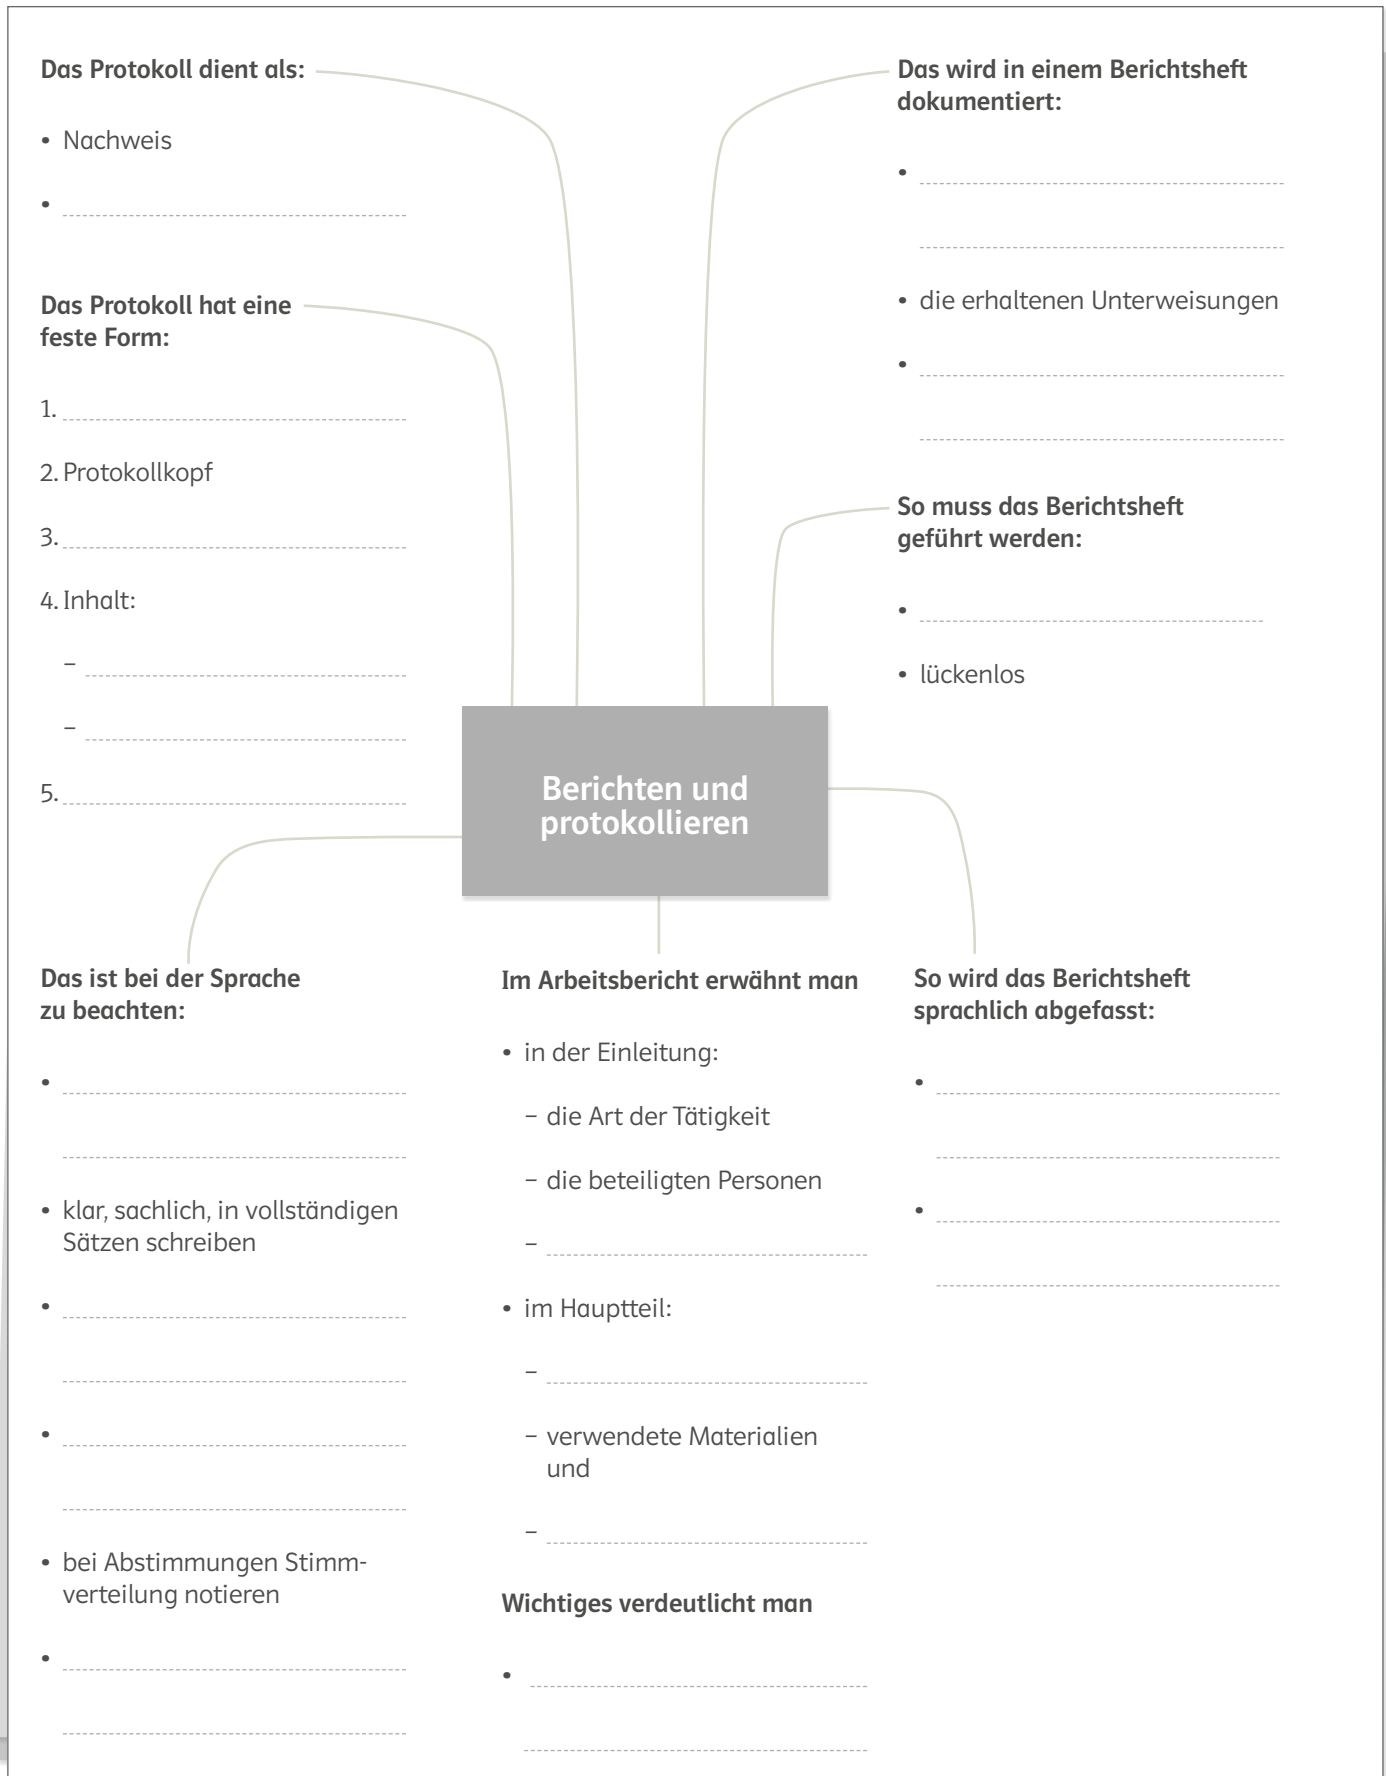 Das Protokoll dient als:
• Nachweis
•
Das Protokoll hat eine
feste Form:
1.
2. Protokollkopf
3.
4. Inhalt:
–
–
5.
Das wird in einem Berichtsheft
dokumentiert:
•
• die erhaltenen Unterweisungen
•
So muss das Berichtsheft
geführt werden:
•
• lückenlos
Berichten und
protokollieren
Das ist bei der Sprache
zu beachten:
•
• klar, sachlich, in vollständigen
Sätzen schreiben
•
•
• bei Abstimmungen Stimm-
verteilung notieren
•
Im Arbeitsbericht erwähnt man
• in der Einleitung:
– die Art der Tätigkeit
– die beteiligten Personen
–
• im Hauptteil:
–
– verwendete Materialien
und
–
Wichtiges verdeutlicht man
•
So wird das Berichtsheft
sprachlich abgefasst:
•
•